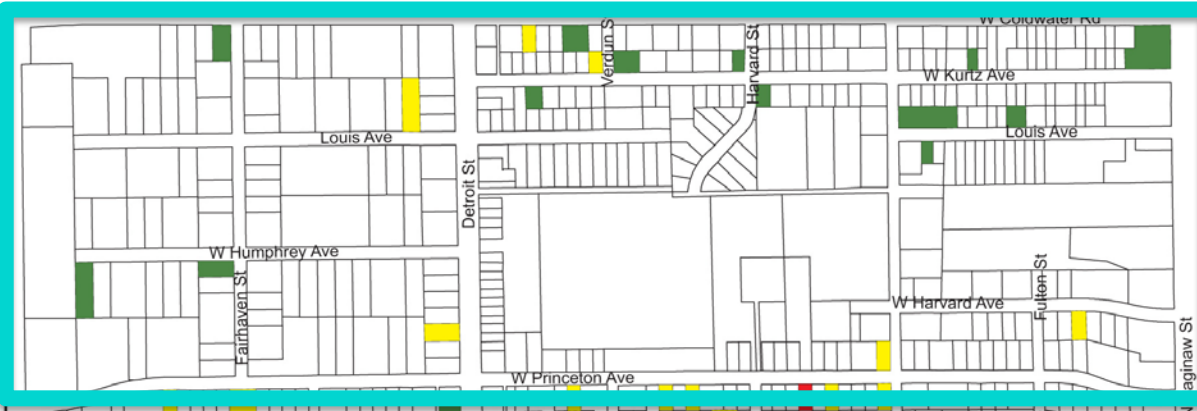 W Coldwater Rd
Verdun S
Harvard St
W Kurtz Ave
Louis Ave
Louis Ave
Detroit St
W Humphrey Ave
Fairhaven St
W Harvard Ave
Fulton St
aginaw St
W Princeton Ave